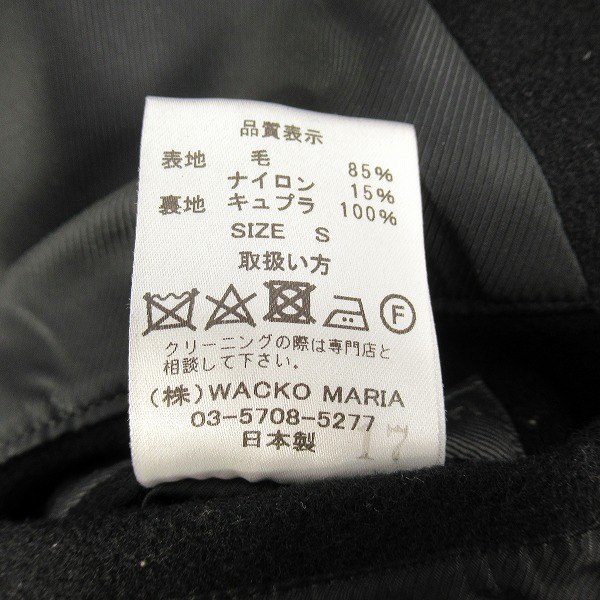 品質表示
表地 毛 85%
ナイロン 15%
裏地 キュプラ 100%
SIZE S
取扱い方
F
クリーニングの際は専門店と
相談して下さい。
(株)WACKO MARIA
03-5708-5277
日本製
17